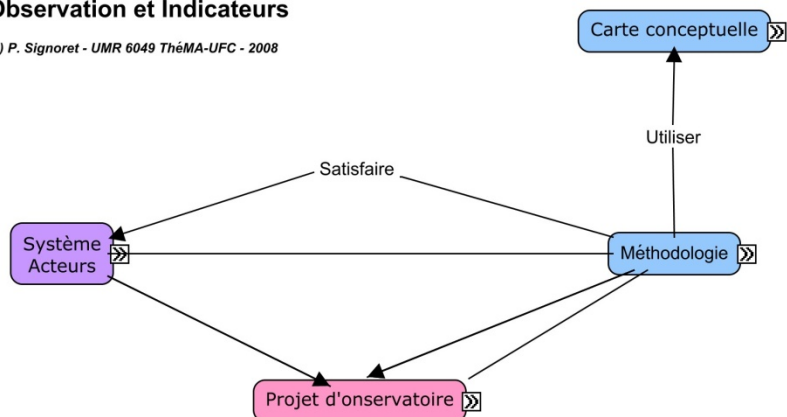 Observation et Indicateurs
) P. Signoret - UMR 6049 ThéMA-UFC - 2008
Carte conceptuelle
Utiliser
Satisfaire
Système
Acteurs
Méthodologie
Projet d'onservatoire